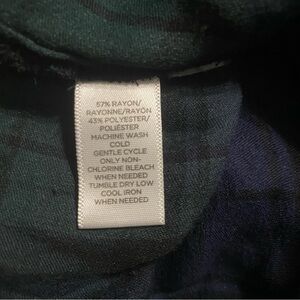 57% RAYON/
RAYONNE/RAYÓN
43% POLYESTER/
POLIÉSTER
MACHINE WASH
COLD
GENTLE CYCLE
ONLY NON-
CHLORINE BLEACH
WHEN NEEDED
TUMBLE DRY LOW
COOL IRON
WHEN NEEDED